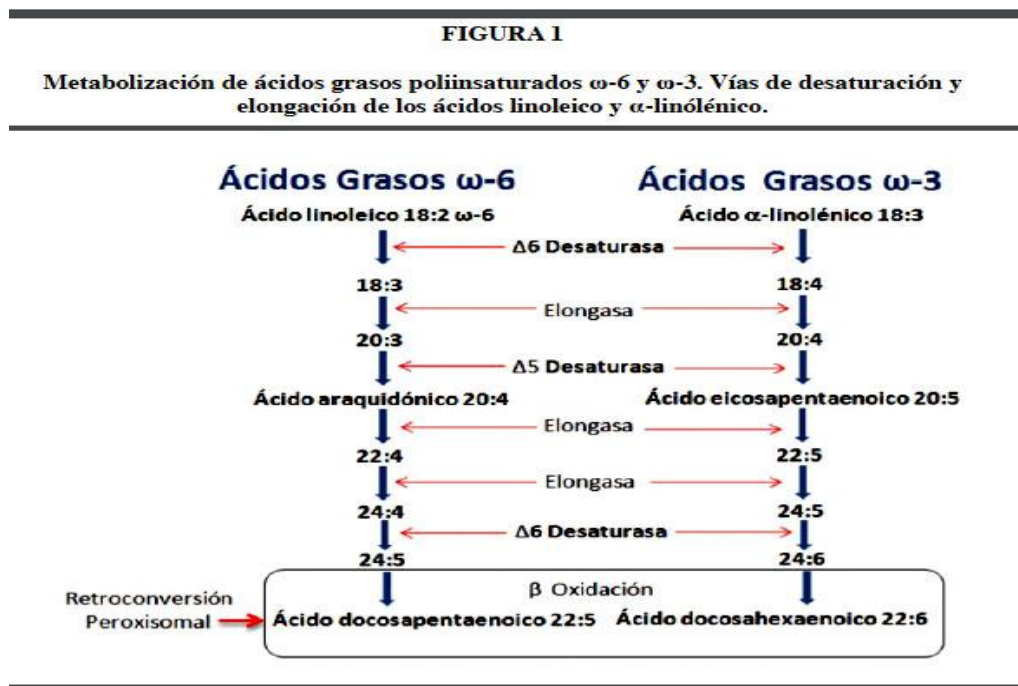 FIGURA 1
Metabolización de ácidos grasos poliinsaturados ω-6 y ω-3. Vías de desaturación y
elongación de los ácidos linoleico y α-linólénico.
Ácidos Grasos ω-6 Ácidos Grasos ω-3
Ácido linoleico 18:2 ω-6 Ácido α-linolénico 18:3
Δ6 Desaturasa
18:3 18:4
Elongasa
20:3 20:4
Δ5 Desaturasa
Ácido araquidónico 20:4 Ácido eicosapentaenoico 20:5
Elongasa
22:4 22:5
Elongasa
24:4 24:5
Δ6 Desaturasa
24:5 24:6
β Oxidación
Retroconversión
Peroxisomal
Ácido docosapentaenoico 22:5 Ácido docosahexaenoico 22:6